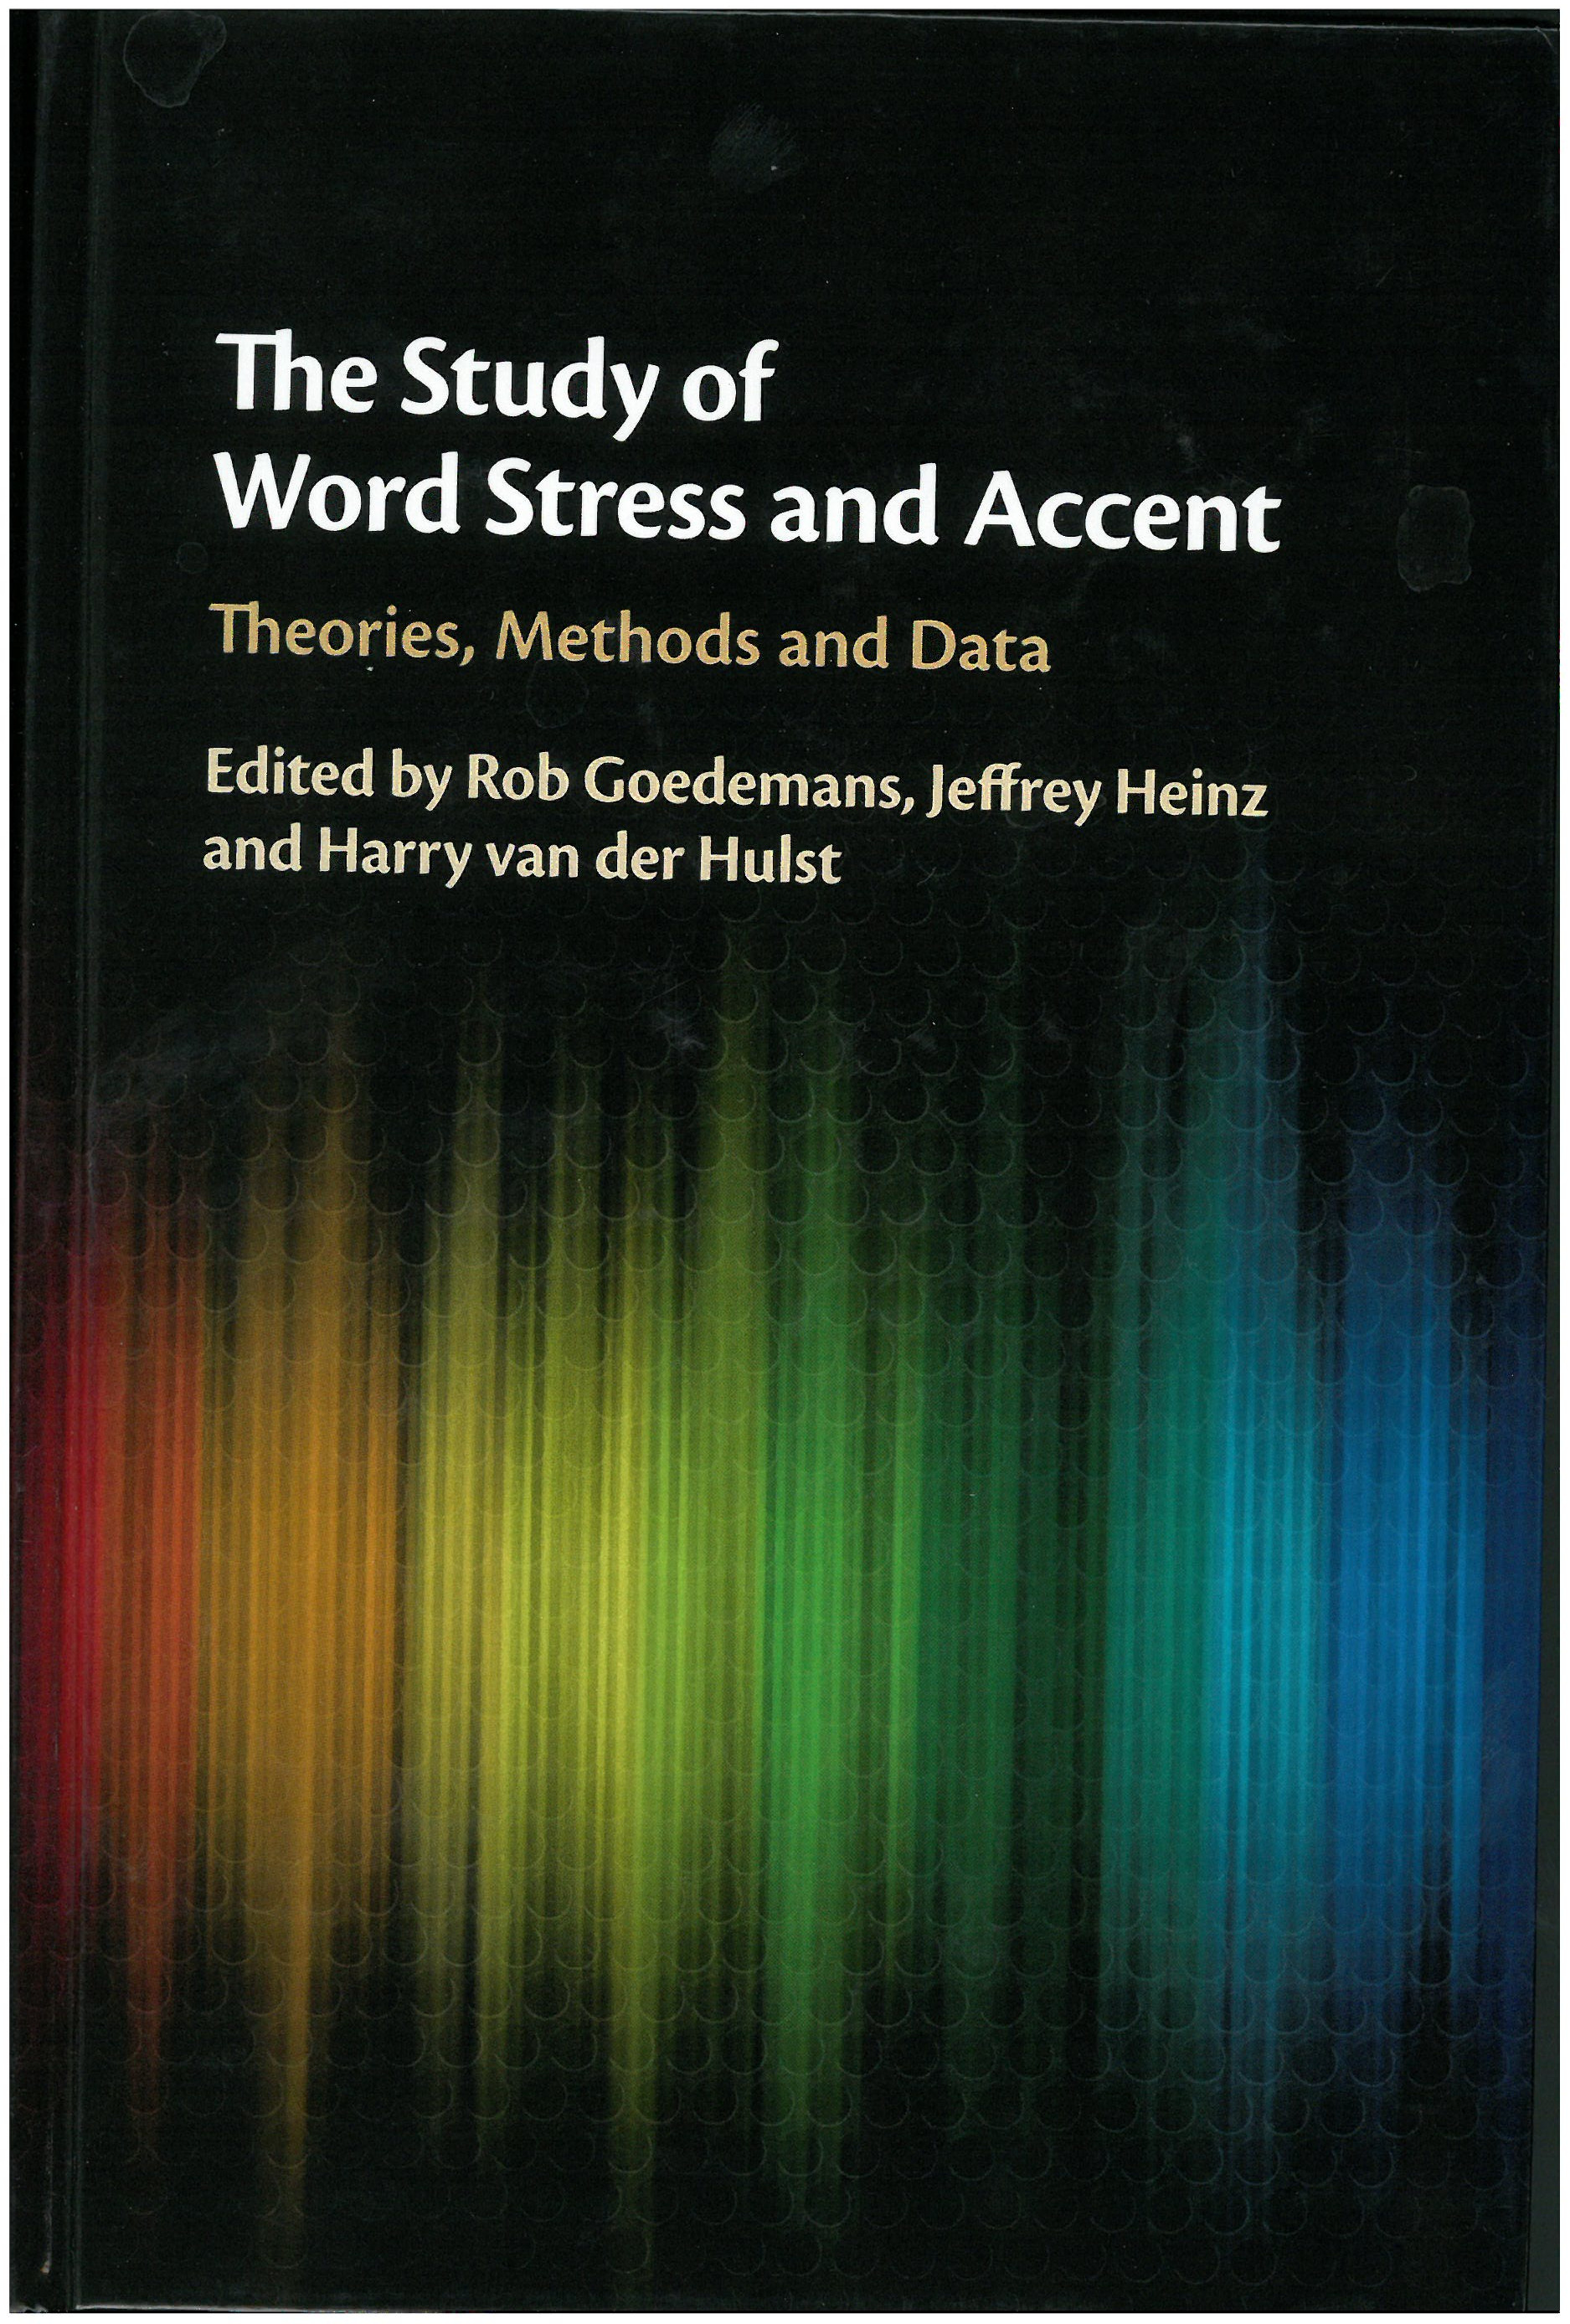 The Study of
Word Stress and Accent
Theories, Methods and Data
Edited by Rob Goedemans, Jeffrey Heinz
and Harry van der Hulst